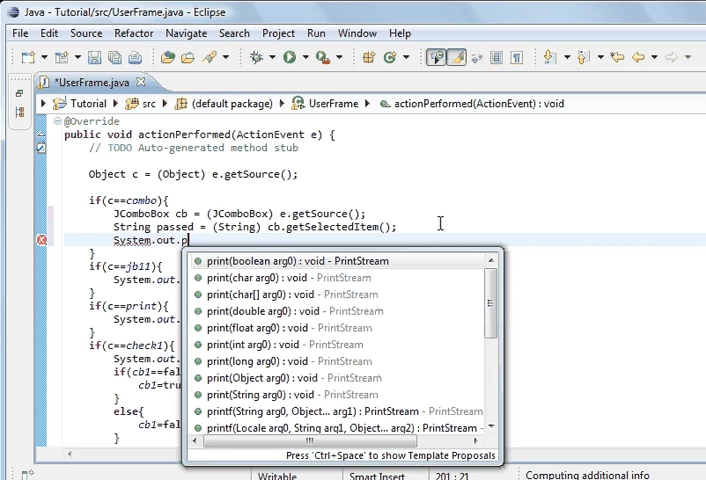 Java - Tutorial/src/UserFrame.java - Eclipse
File Edit Source Refactor Navigate Search Project Run Window Help
*UserFrame.java
Tutorial src (default package) UserFrame actionPerformed(ActionEvent) : void
@Override
public void actionPerformed(ActionEvent e) {
// TODO Auto-generated method stub
Object c = (Object) e.getSource();
if(c==combo){
JComboBox cb = (JComboBox) e.getSource();
String passed = (String) cb.getSelectedItem();
System.out.p
}
if(c==jb11){
System.out.
}
if(c==print){
System.out.
}
if(c==check1){
System.out.
if(cb1==fal
cb1=tru
}
else{
cb1=f
}
print(boolean arg0) : void - PrintStream
print(char arg0) : void - PrintStream
print(char[] arg0) : void - PrintStream
print(double arg0) : void - PrintStream
print(float arg0) : void - PrintStream
print(int arg0) : void - PrintStream
print(long arg0) : void - PrintStream
print(Object arg0) : void - PrintStream
print(String arg0) : void - PrintStream
printf(String arg0, Object... arg1) : PrintStream - PrintStream
printf(Locale arg0, String arg1, Object... arg2) : PrintStream -
Press 'Ctrl+Space' to show Template Proposals
Writable Smart Insert 201 : 21 Computing additional info